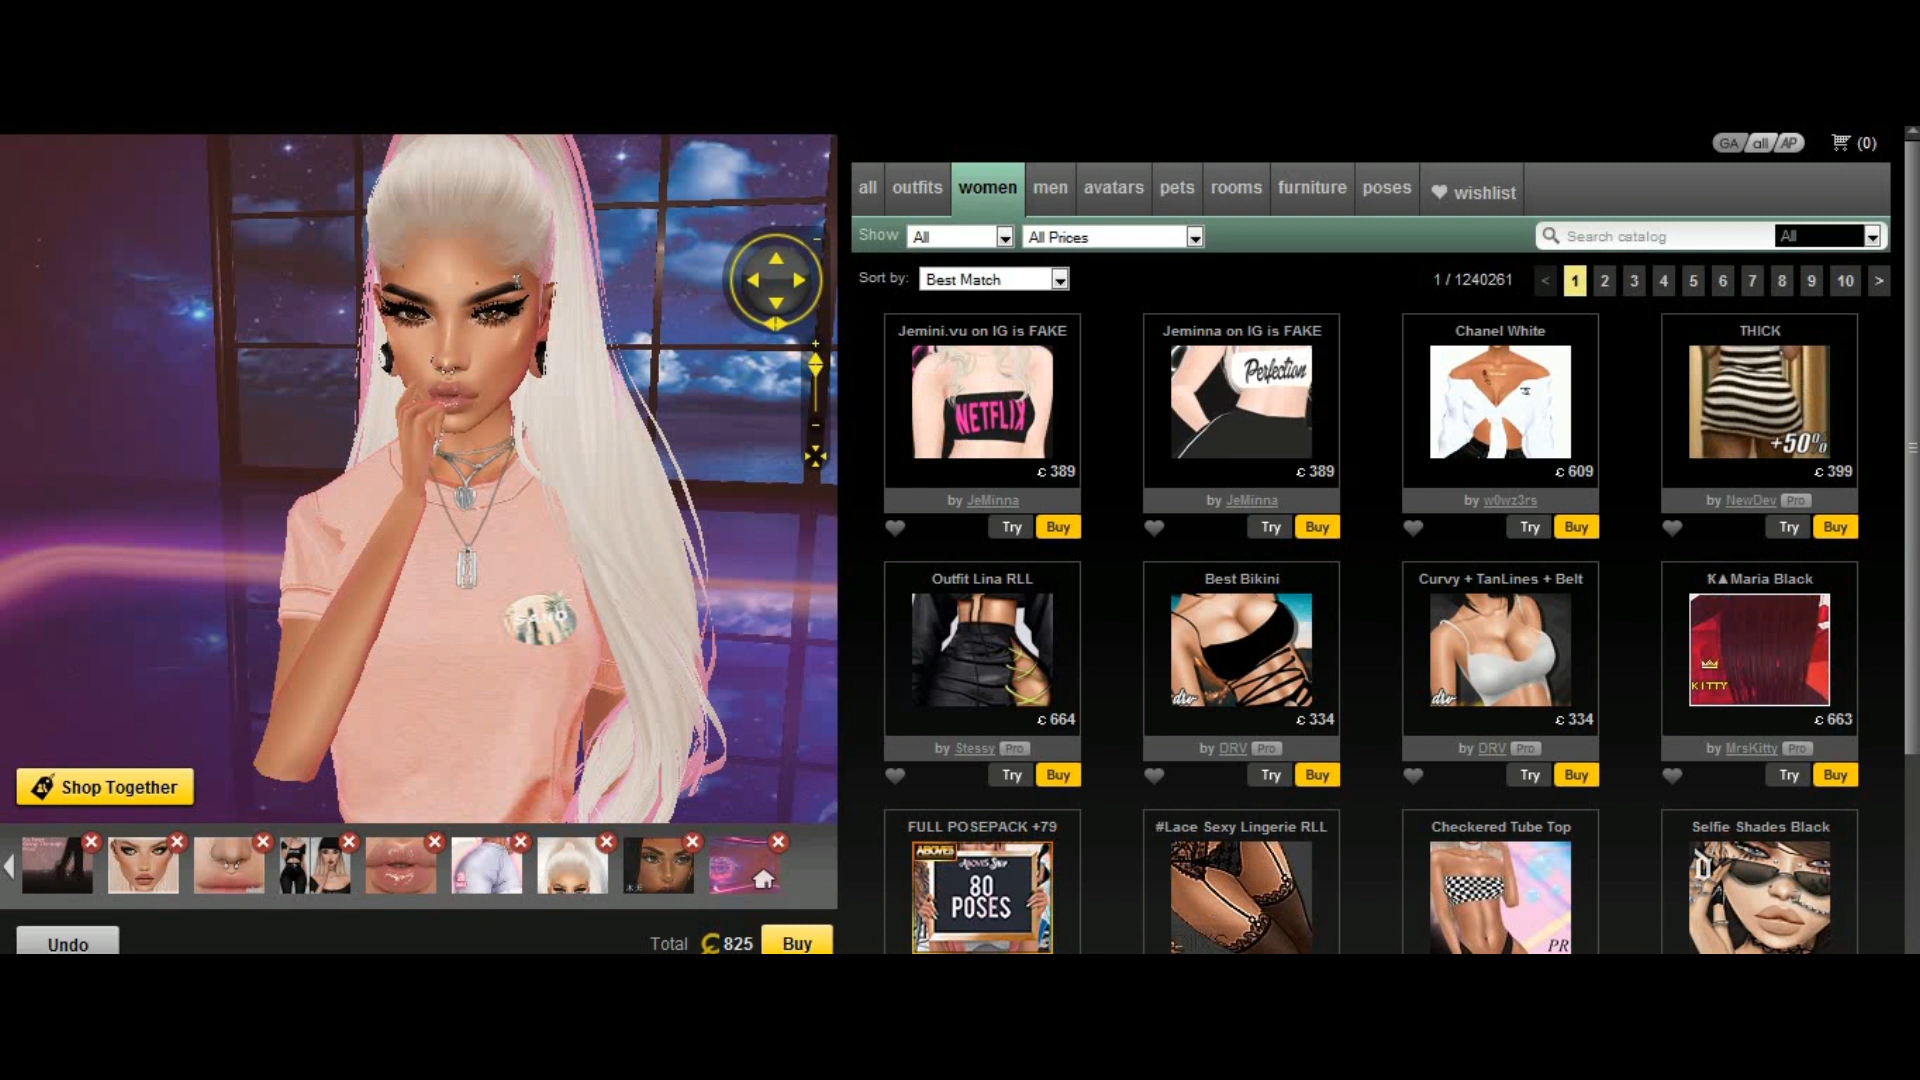 GA all AP (0)
all outfits women men avatars pets rooms furniture poses wishlist
Show All All Prices Search catalog All
Sort by: Best Match 1 / 1240261 < 1 2 3 4 5 6 7 8 9 10 >
Jemini.vu on IG is FAKE
NETFLIX
389
by JeMinna
Try Buy
Jeminna on IG is FAKE
Perfection
389
by JeMinna
Try Buy
Chanel White
609
by w0wz3rs
Try Buy
THICK
+50%
399
by NewDev Pro
Try Buy
Outfit Lina RLL
664
by Stessy Pro
Try Buy
Best Bikini
drv
334
by DRV Pro
Try Buy
Curvy + TanLines + Belt
drv
334
by DRV Pro
Try Buy
K▲Maria Black
KITTY
663
by MrsKitty Pro
Try Buy
FULL POSEPACK +79
80
POSES
#Lace Sexy Lingerie RLL
Checkered Tube Top
PR
Selfie Shades Black
SAND
Shop Together
Undo
Total 825 Buy